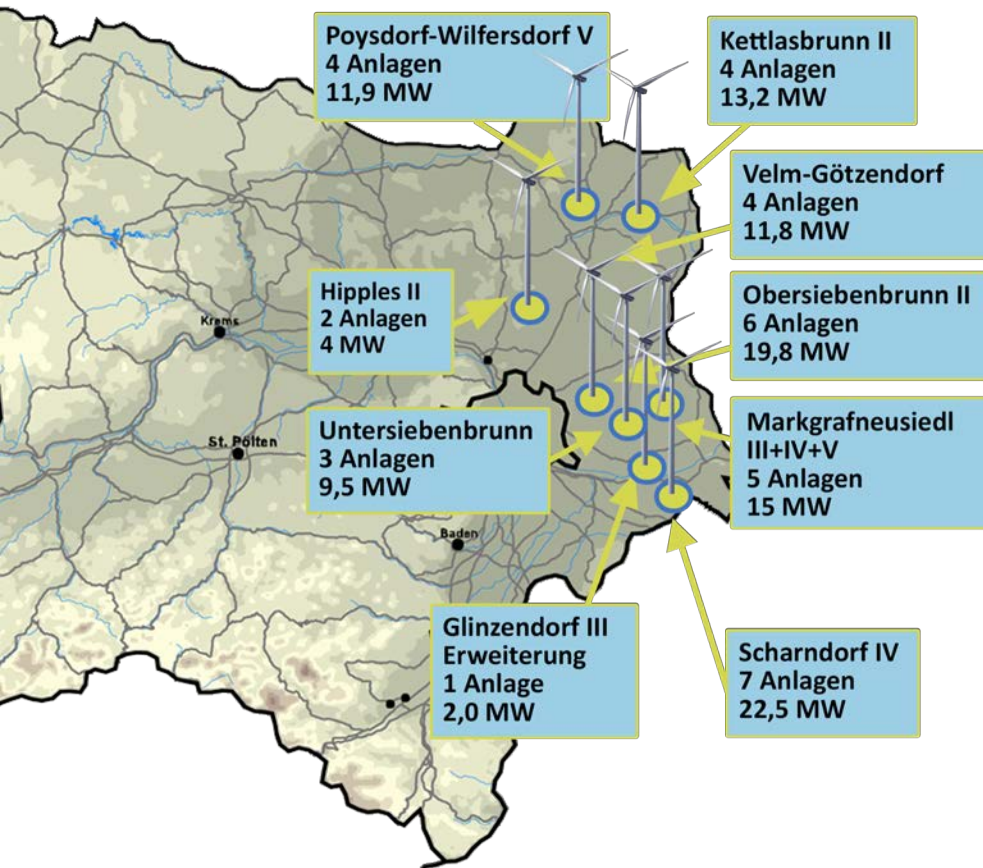 Poysdorf-Wilfersdorf V
4 Anlagen
11,9 MW
Kettlasbrunn II
4 Anlagen
13,2 MW
Velm-Götzendorf
4 Anlagen
11,8 MW
Hipples II
2 Anlagen
4 MW
Obersiebenbrunn II
6 Anlagen
19,8 MW
Krems
Untersiebenbrunn
3 Anlagen
9,5 MW
Markgrafneusiedl
III+IV+V
5 Anlagen
15 MW
St. Pölten
Baden
Glinzendorf III
Erweiterung
1 Anlage
2,0 MW
Scharndorf IV
7 Anlagen
22,5 MW